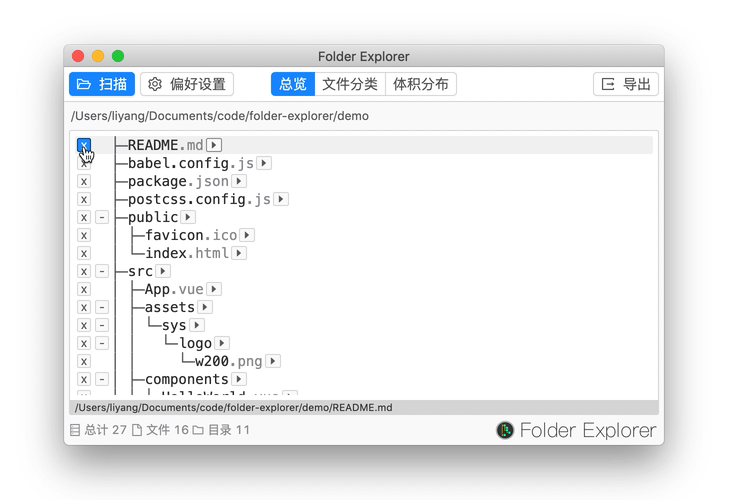 Folder Explorer
扫描 偏好设置 总览 文件分类 体积分布 导出
/Users/liyang/Documents/code/folder-explorer/demo
x ├─README.md
x ├─babel.config.js
x ├─package.json
x ├─postcss.config.js
x - ├─public
x │ ├─favicon.ico
x │ └─index.html
x - ├─src
x │ ├─App.vue
x - │ ├─assets
x - │ │ └─sys
x - │ │ └─logo
x │ │ └─w200.png
x - │ ├─components
/Users/liyang/Documents/code/folder-explorer/demo/README.md
总计 27 文件 16 目录 11 Folder Explorer